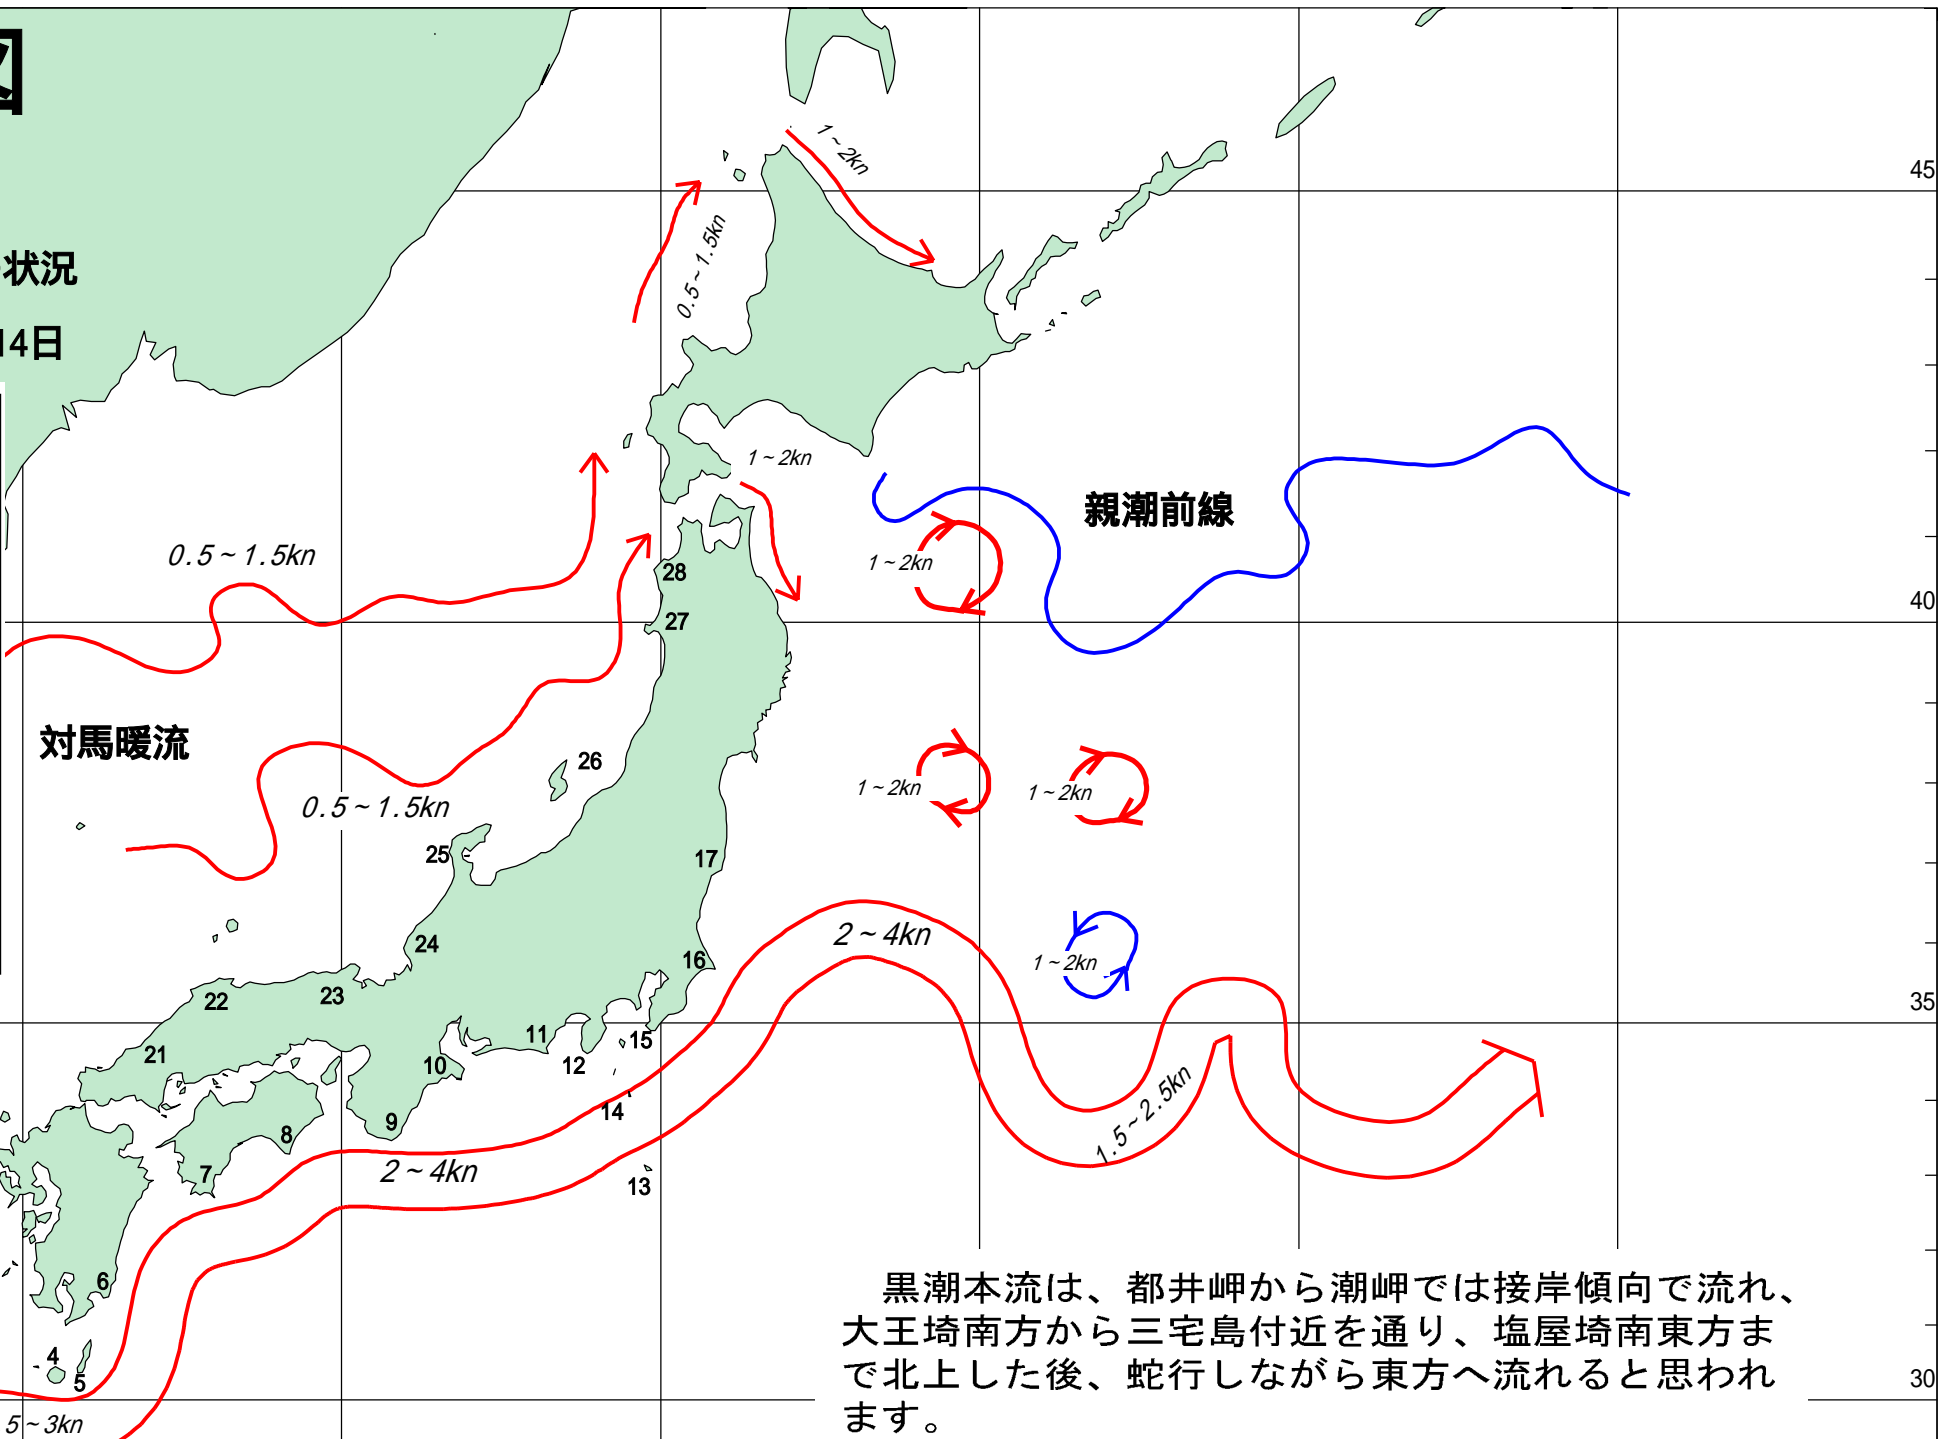 図
状況
14日
1~2kn
45
0.5~1.5kn
1~2kn
親潮前線
0.5~1.5kn
1~2kn
28
40
27
対馬暖流
26
1~2kn
1~2kn
0.5~1.5kn
25
17
2~4kn
24
16
1~2kn
22
23
35
11
15
21
10
12
1.5~2.5kn
14
9
8
2~4kn
7
13
6
黒潮本流は、都井岬から潮岬では接岸傾向で流れ、
大王埼南方から三宅島付近を通り、塩屋埼南東方ま
で北上した後、蛇行しながら東方へ流れると思われ
ます。
4
5
30
5~3kn